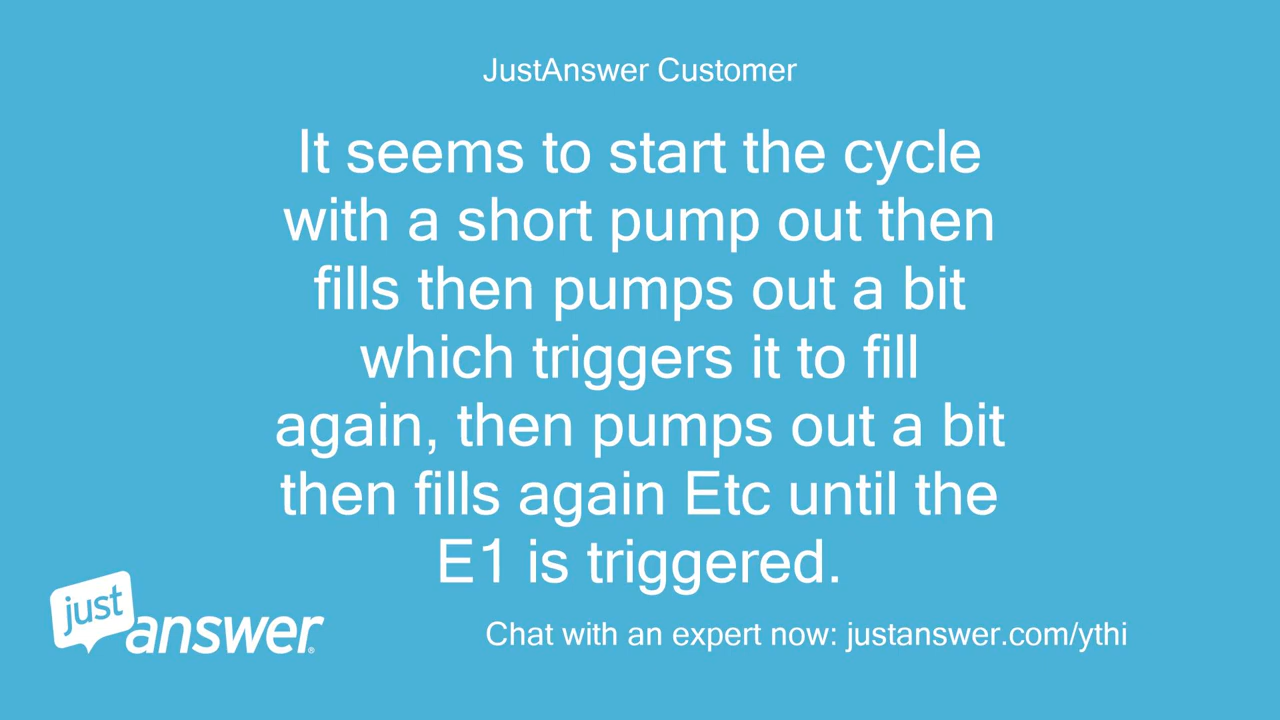 JustAnswer Customer
It seems to start the cycle
with a short pump out then
fills then pumps out a bit
which triggers it to fill
again, then pumps out a bit
then fills again Etc until the
E1 is triggered.
just
answer®
Chat with an expert now: justanswer.com/ythi